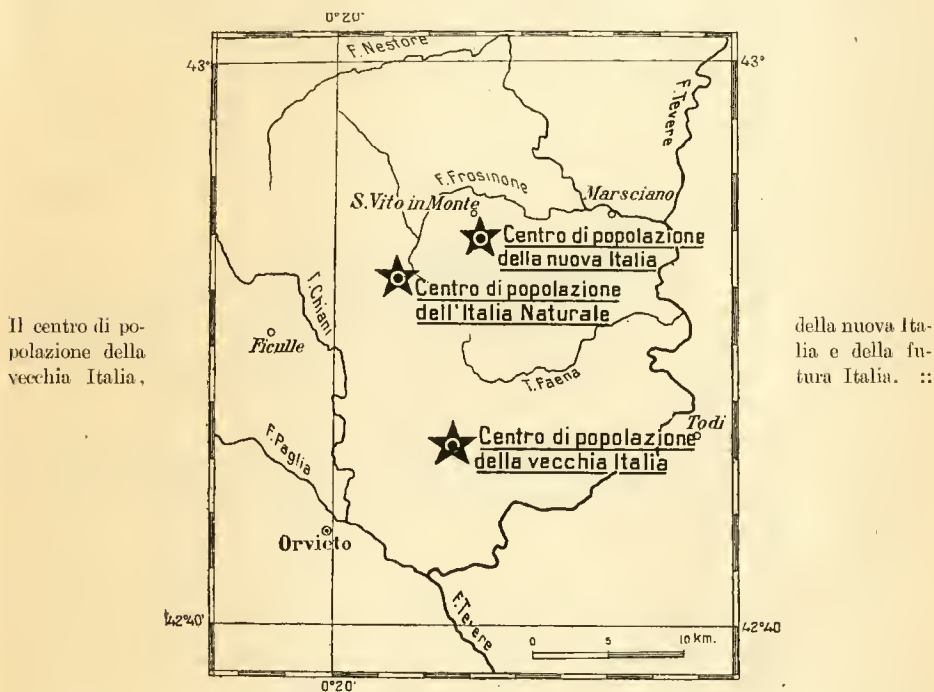 0°20'
F. Nestore
43°
43°
F. Tevere
F. Frosinone
S. Vito in Monte
Marsciano
Centro di popolazione
della nuova Italia
Centro di popolazione
dell'Italia Naturale
T. Chiani
Ficulle
T. Faena
Todi
Centro di popolazione
della vecchia Italia
F. Paglia
Orvieto
F. Tevere
42°40'
42°40
0 5 10 km.
0°20'
Il centro di po-
polazione della
vecchia Italia,
della nuova Ita-
lia e della fu-
tura Italia. ::